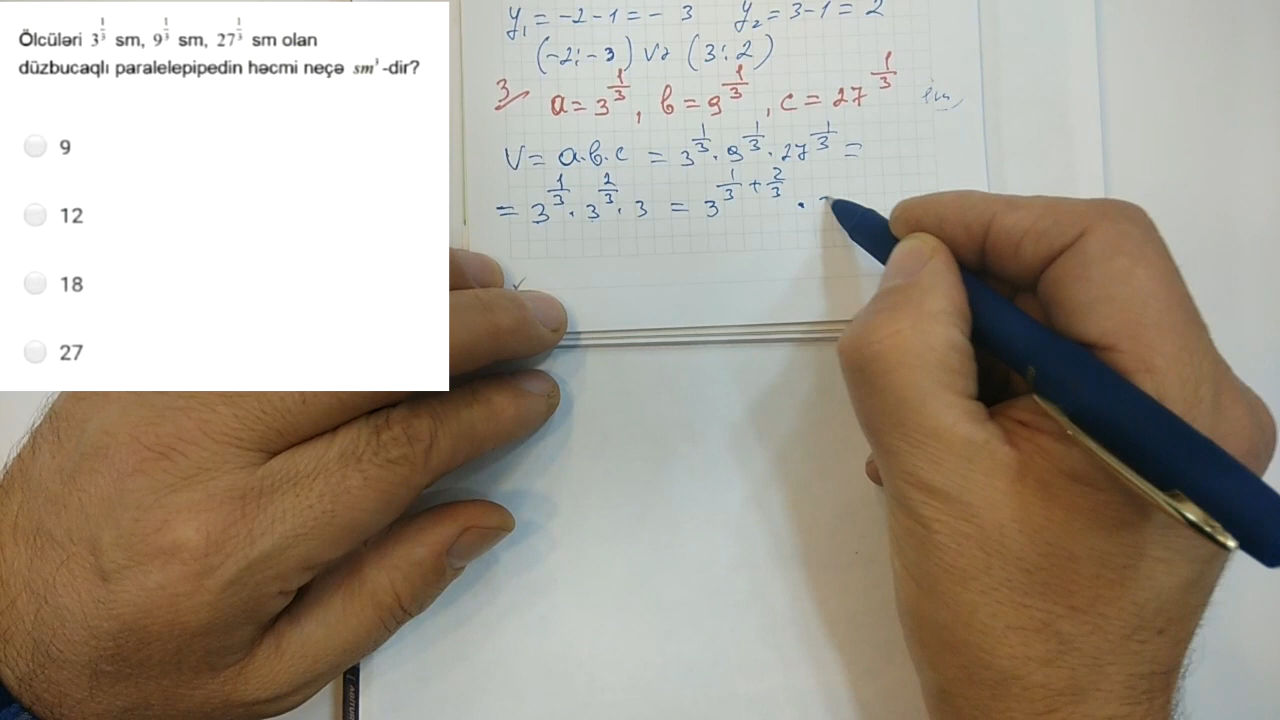 Ölcüləri 3^{1/3} sm, 9^{1/3} sm, 27^{1/3} sm olan
düzbucaqlı paralelepipedin həcmi neçə sm³-dir?
9
12
18
27
y₁ = -2 - 1 = - 3 y₂ = 3 - 1 = 2
(-2; -3) və (3; 2)
3 a = 3^{1/3}, b = 9^{1/3}, c = 27^{1/3}
V = a·b·c = 3^{1/3} · 9^{1/3} · 27^{1/3} =
= 3^{1/3} · 3^{2/3} · 3 = 3^{1/3 + 2/3} ·